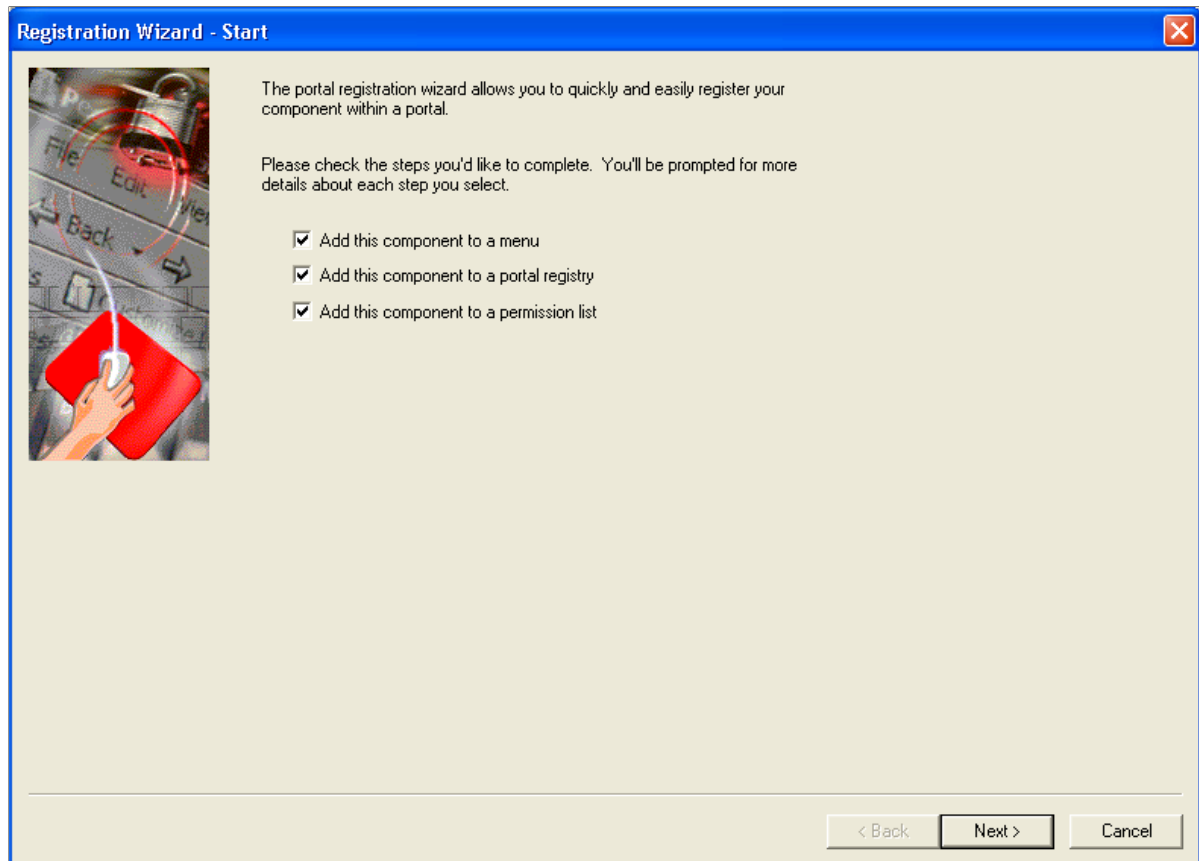 Registration Wizard - Start
The portal registration wizard allows you to quickly and easily register your
component within a portal.
Please check the steps you'd like to complete.  You'll be prompted for more
details about each step you select.
Add this component to a menu
Add this component to a portal registry
Add this component to a permission list
File
Edit
Back
< Back
Next >
Cancel